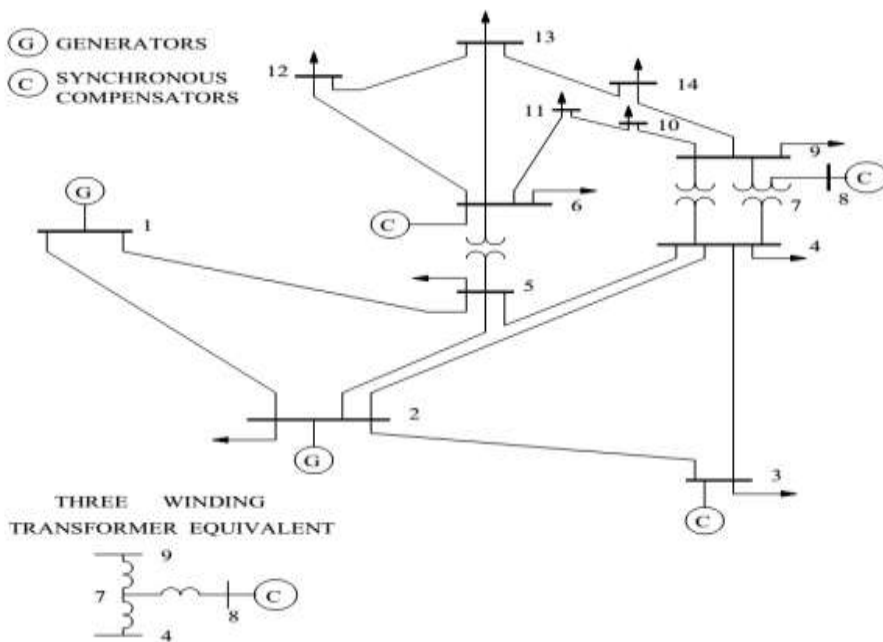 G GENERATORS
C SYNCHRONOUS
COMPENSATORS
13
12
14
11
10
9
G
C
8
7
1
C
6
4
5
2
G
3
C
THREE WINDING
TRANSFORMER EQUIVALENT
9
7
C
8
4